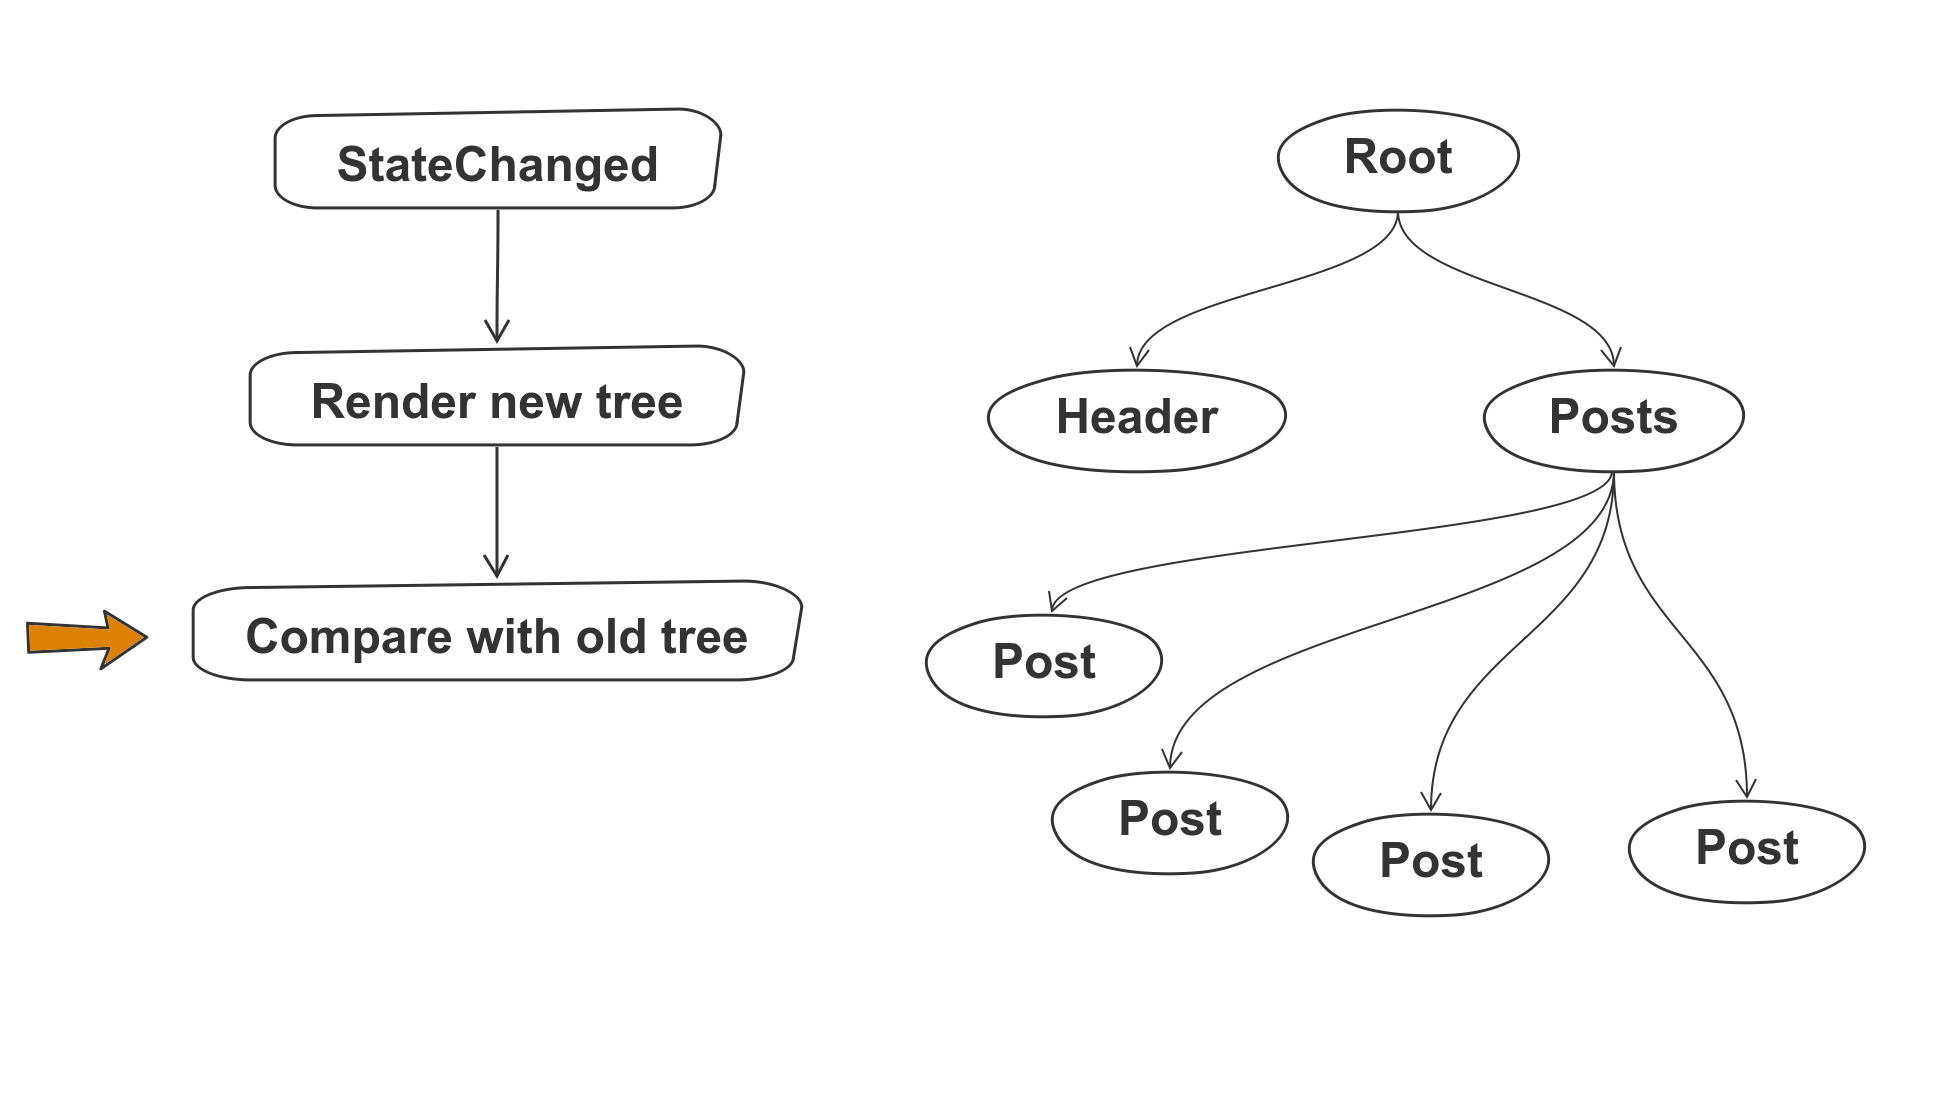 StateChanged
Render new tree
Compare with old tree
Root
Header
Posts
Post
Post
Post
Post